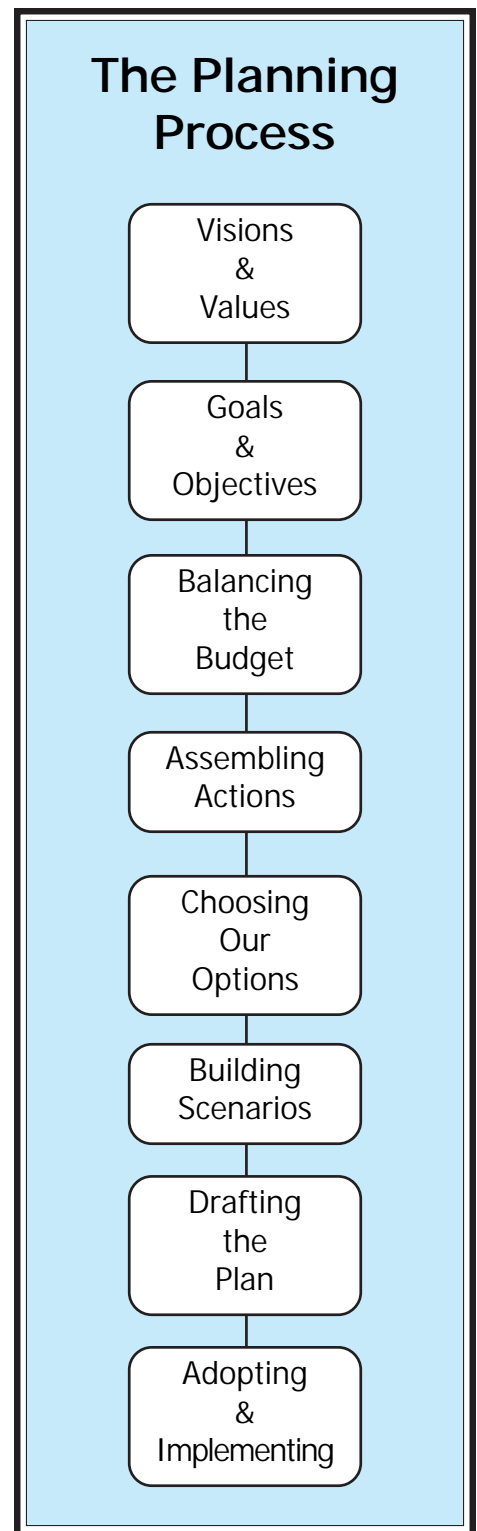 The Planning
Process
Visions
&
Values
Goals
&
Objectives
Balancing
the
Budget
Assembling
Actions
Choosing
Our
Options
Building
Scenarios
Drafting
the
Plan
Adopting
&
Implementing